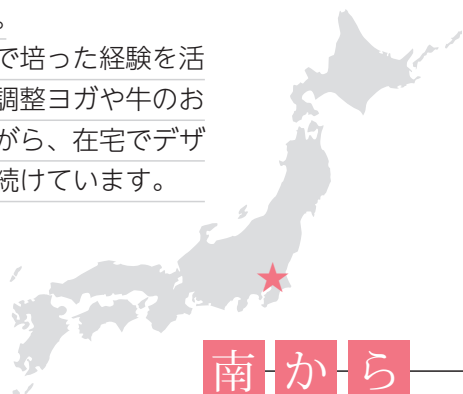 。
で培った経験を活
調整ヨガや牛のお
がら、在宅でデザ
続けています。
南から